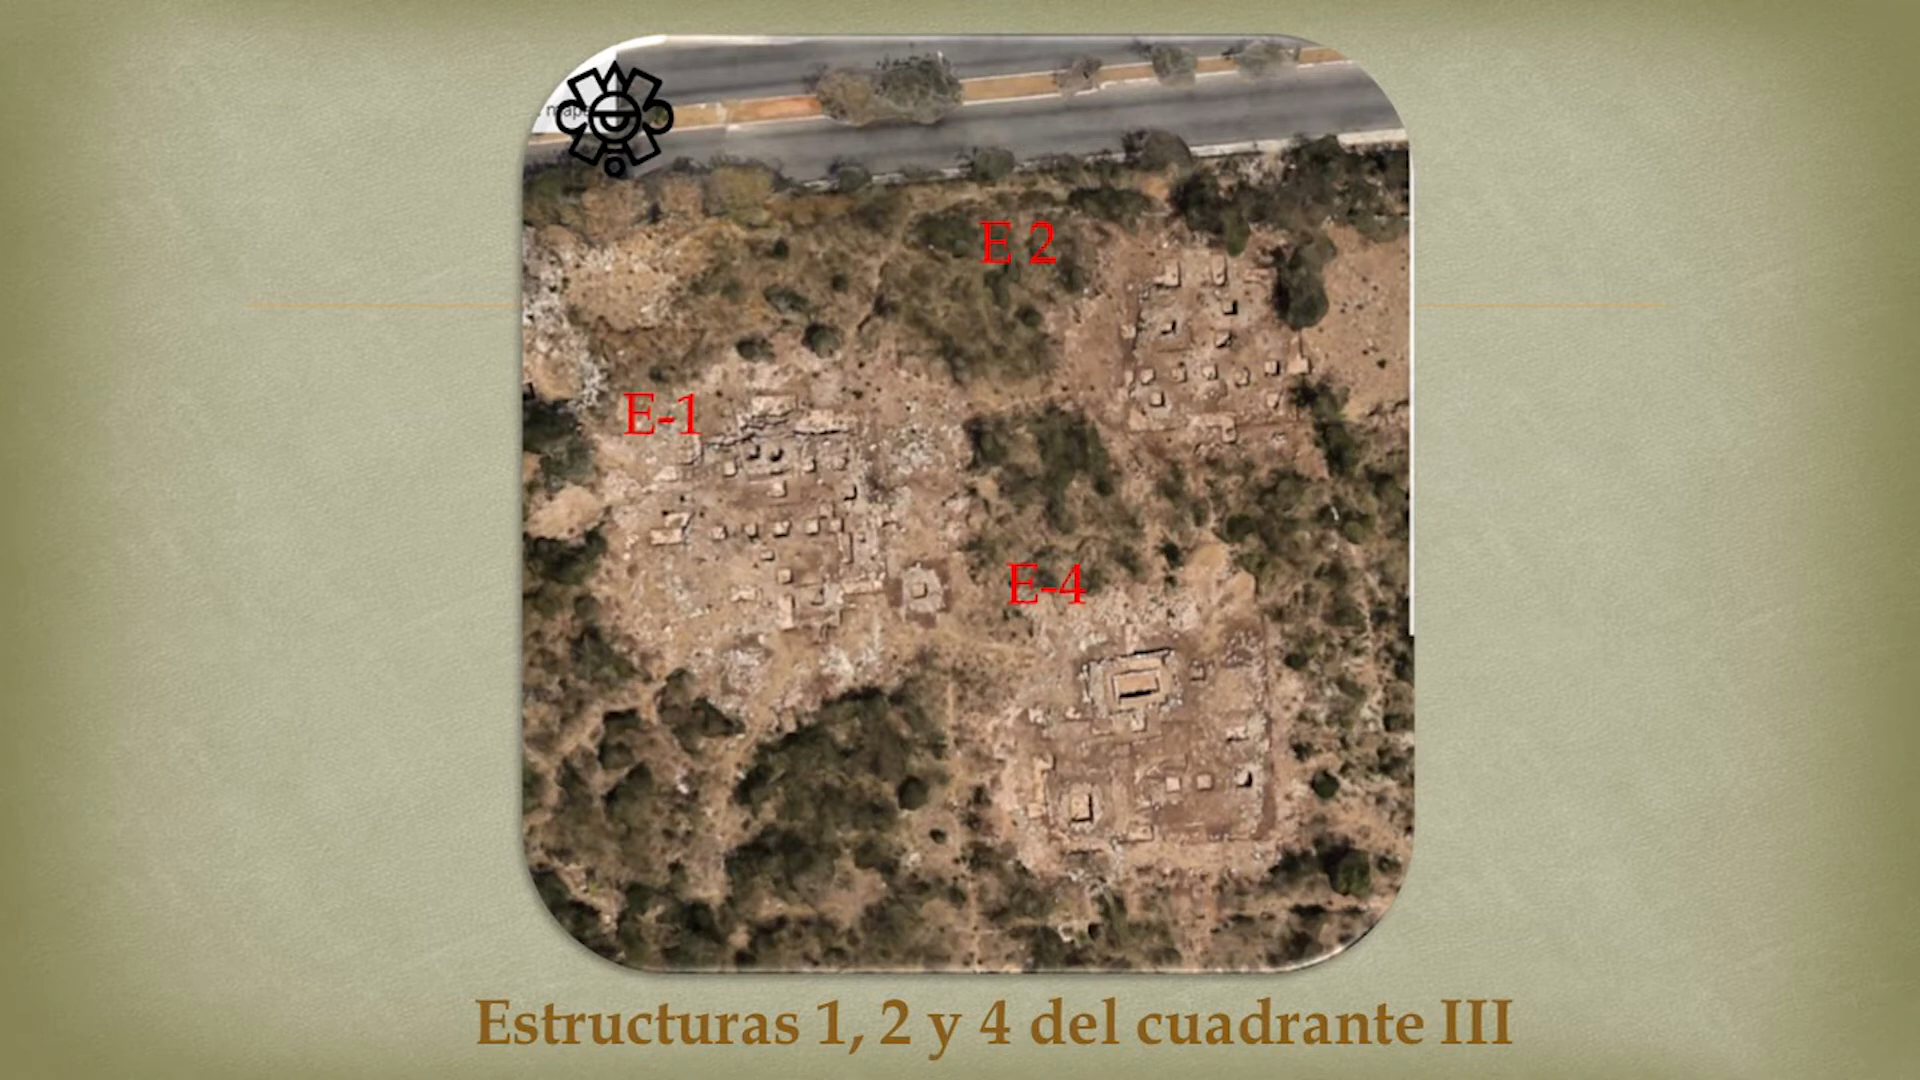 E 2
E-1
E-4
Estructuras 1, 2 y 4 del cuadrante III